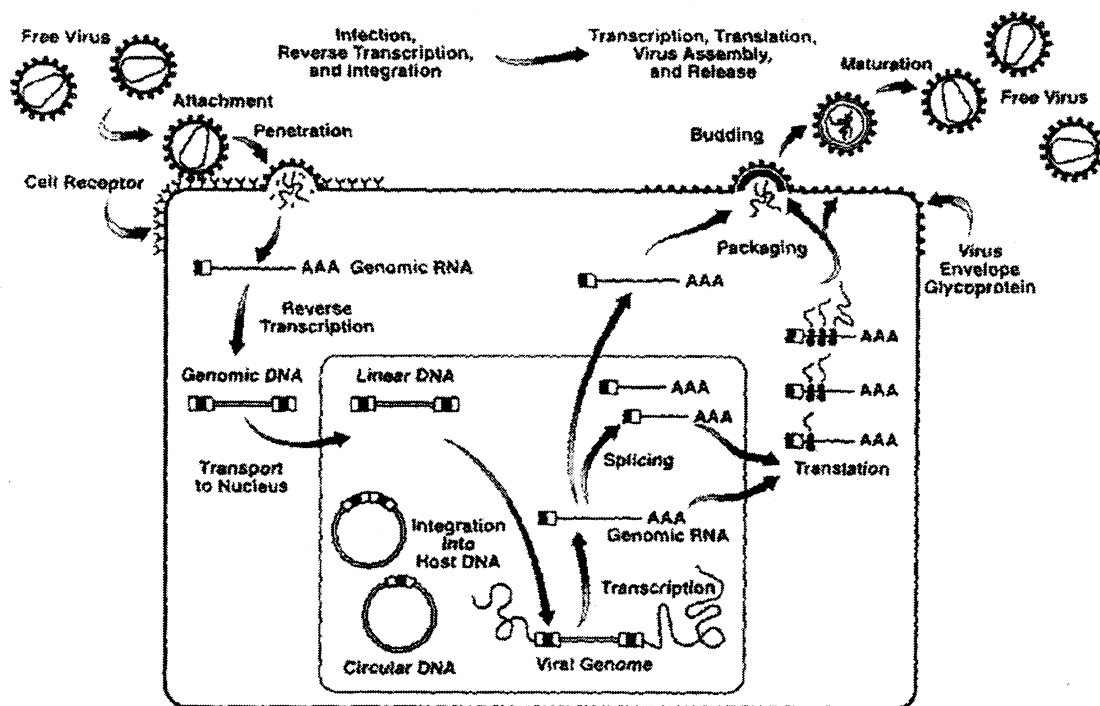 Free Virus
Infection,
Reverse Transcription,
and Integration
Transcription, Translation,
Virus Assembly,
and Release
Maturation
Free Virus
Attachment
Penetration
Budding
Cell Receptor
Packaging
Virus
Envelope
Glycoprotein
AAA Genomic RNA
AAA
Reverse
Transcription
AAA
Genomic DNA
Linear DNA
AAA
AAA
AAA
AAA
Splicing
Translation
Transport
to Nucleus
Integration
into
Host DNA
AAA
Genomic RNA
Transcription
Circular DNA
Viral Genome